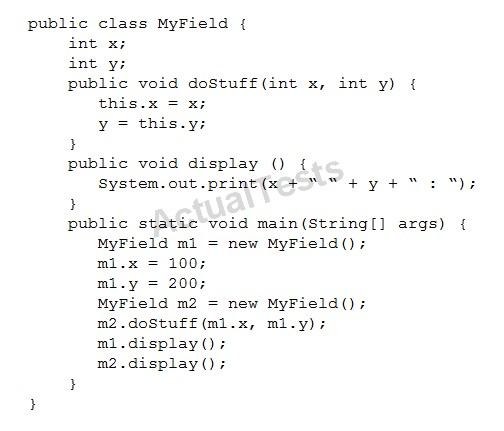 public class MyField {
int x;
int y;
public void doStuff(int x, int y) {
this.x = x;
y = this.y;
}
public void display () {
System.out.print(x + “ “ + y + “ : “);
}
public static void main(String[] args) {
MyField m1 = new MyField();
m1.x = 100;
m1.y = 200;
MyField m2 = new MyField();
m2.doStuff(m1.x, m1.y);
m1.display();
m2.display();
}
}
ActualTests